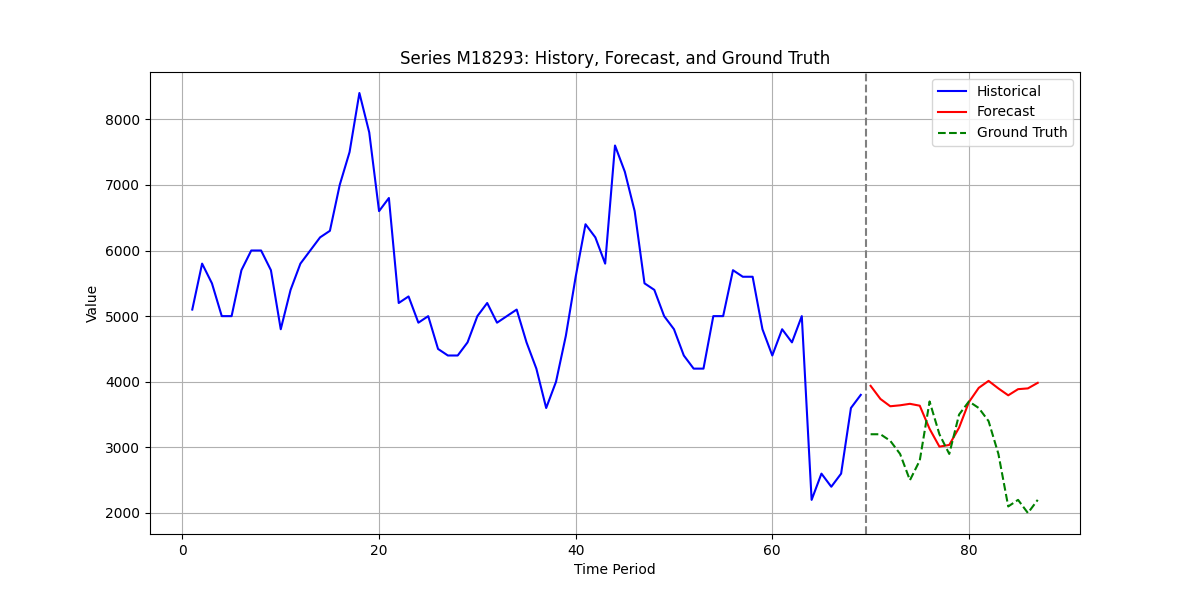 Series M18293: History, Forecast, and Ground Truth
Historical
Forecast
Ground Truth
Value
8000
7000
6000
5000
4000
3000
2000
0 20 40 60 80
Time Period